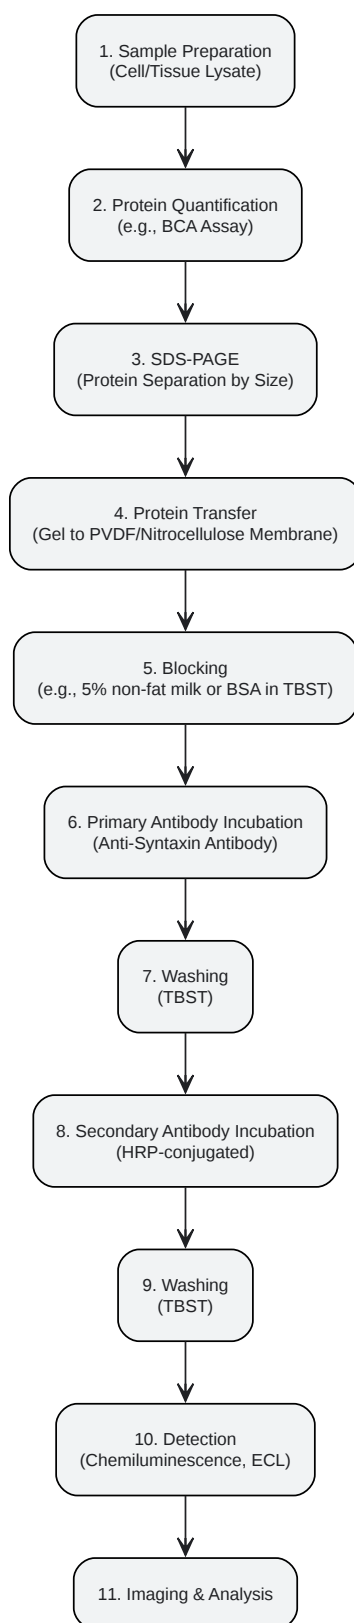 1. Sample Preparation
(Cell/Tissue Lysate)
2. Protein Quantification
(e.g., BCA Assay)
3. SDS-PAGE
(Protein Separation by Size)
4. Protein Transfer
(Gel to PVDF/Nitrocellulose Membrane)
5. Blocking
(e.g., 5% non-fat milk or BSA in TBST)
6. Primary Antibody Incubation
(Anti-Syntaxin Antibody)
7. Washing
(TBST)
8. Secondary Antibody Incubation
(HRP-conjugated)
9. Washing
(TBST)
10. Detection
(Chemiluminescence, ECL)
11. Imaging & Analysis